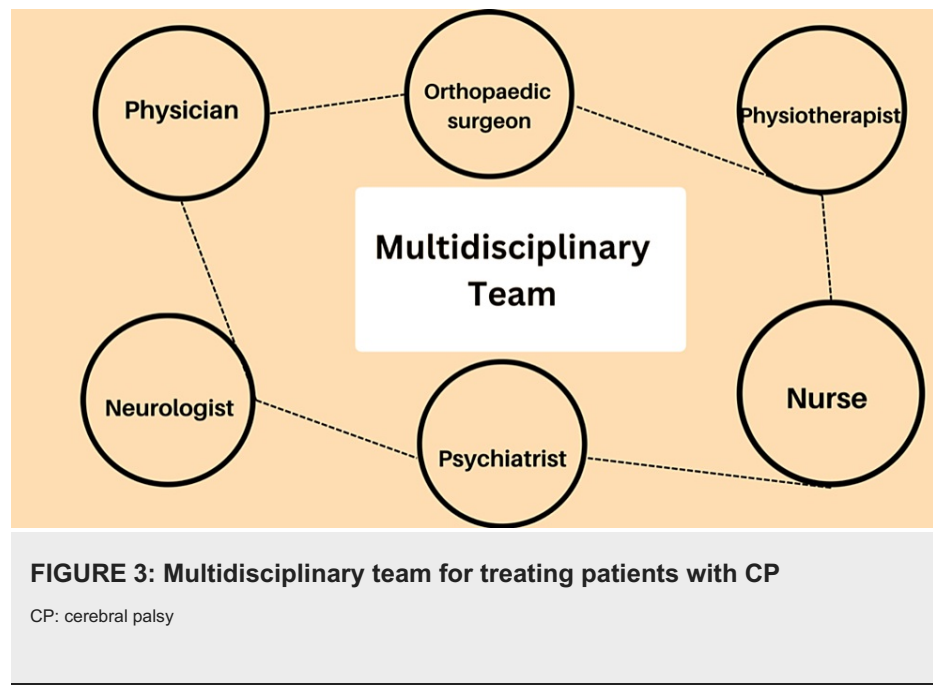 Physician
Orthopaedic
surgeon
Physiotherapist
Multidisciplinary
Team
Neurologist
Psychiatrist
Nurse
FIGURE 3: Multidisciplinary team for treating patients with CP
CP: cerebral palsy